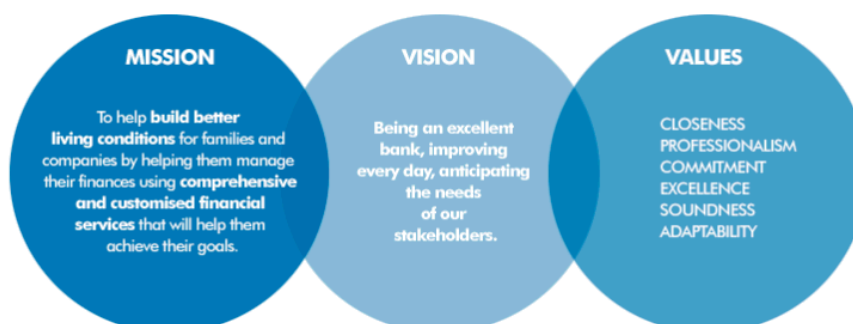 MISSION
To help build better
living conditions for families and
companies by helping them manage
their finances using comprehensive
and customised financial
services that will help them
achieve their goals.
VISION
Being an excellent
bank, improving
every day, anticipating
the needs
of our
stakeholders.
VALUES
CLOSENESS
PROFESSIONALISM
COMMITMENT
EXCELLENCE
SOUNDNESS
ADAPTABILITY